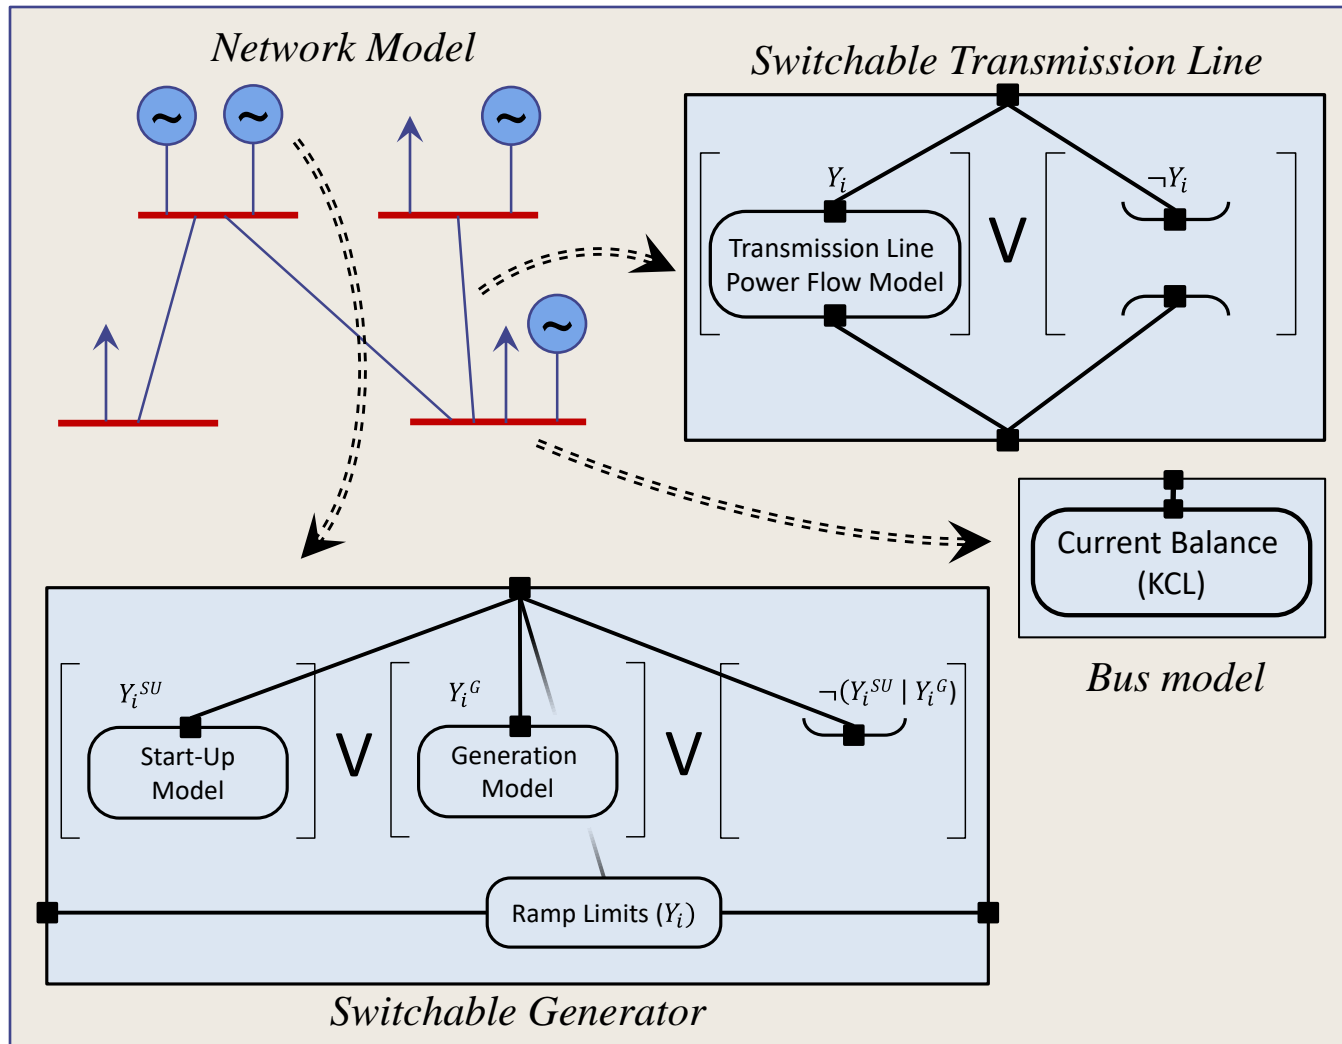 Network Model
Switchable Transmission Line
~
~
~
~
Y_i
V
¬Y_i
Transmission Line
Power Flow Model
Current Balance
(KCL)
Bus model
Y_i^{SU}
V
Y_i^G
V
¬(Y_i^{SU} | Y_i^G)
Start-Up
Model
Generation
Model
Ramp Limits (Y_i)
Switchable Generator